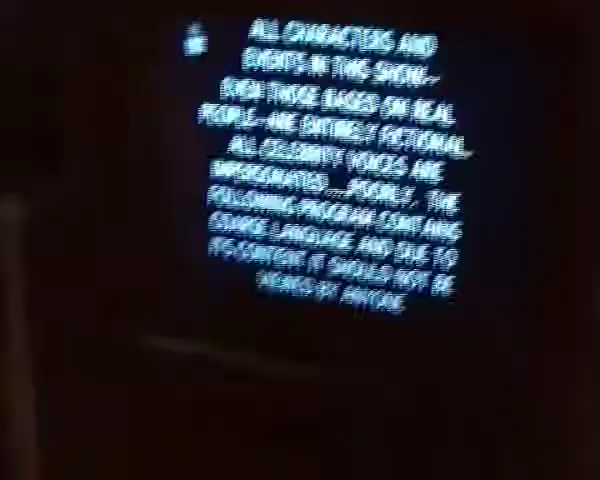 ALL CHARACTERS AND
EVENTS IN THIS SHOW--
EVEN THOSE BASED ON REAL
PEOPLE--ARE ENTIRELY FICTIONAL.
ALL CELEBRITY VOICES ARE
IMPERSONATED.....POORLY. THE
FOLLOWING PROGRAM CONTAINS
COARSE LANGUAGE AND DUE TO
ITS CONTENT IT SHOULD NOT BE
VIEWED BY ANYONE